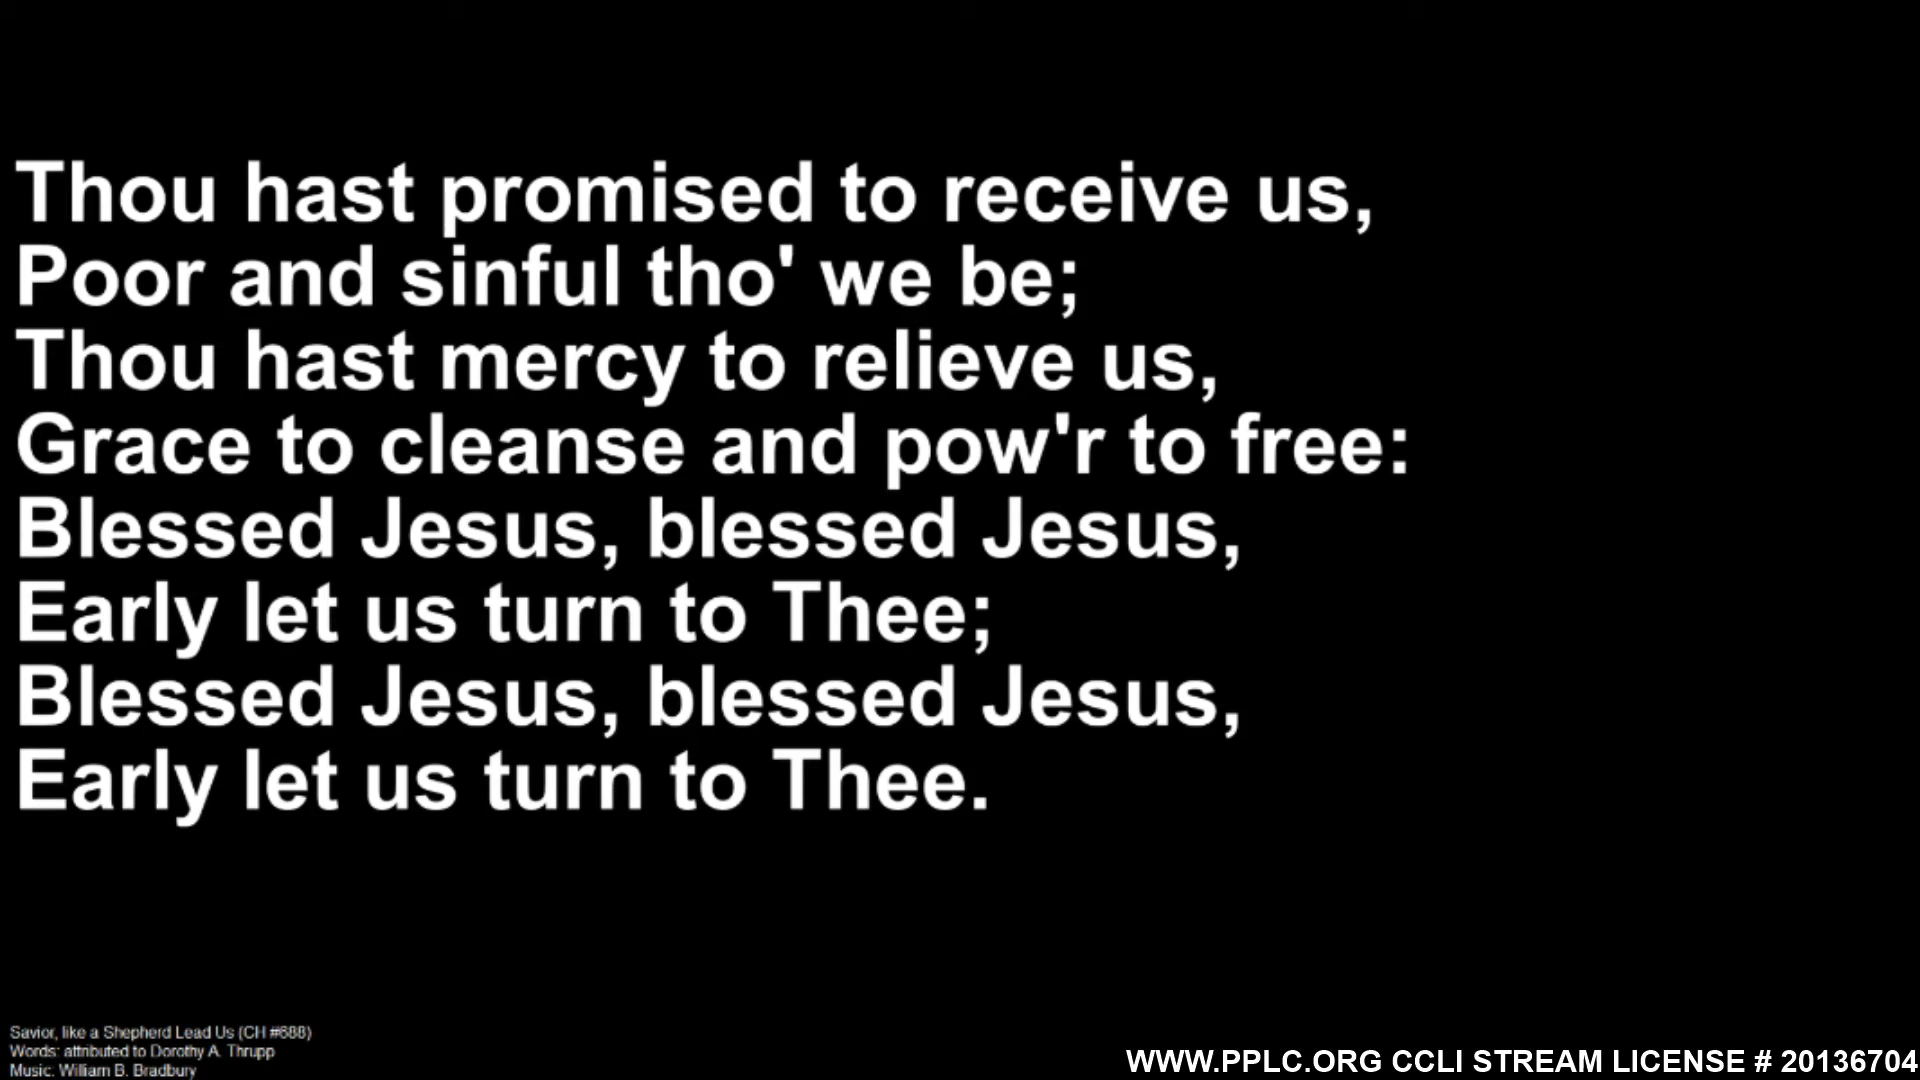 Thou hast promised to receive us,
Poor and sinful tho' we be;
Thou hast mercy to relieve us,
Grace to cleanse and pow'r to free:
Blessed Jesus, blessed Jesus,
Early let us turn to Thee;
Blessed Jesus, blessed Jesus,
Early let us turn to Thee.
Savior, like a Shepherd Lead Us (CH #688)
Words: attributed to Dorothy A. Thrupp
Music: William B. Bradbury
WWW.PPLC.ORG CCLI STREAM LICENSE # 20136704